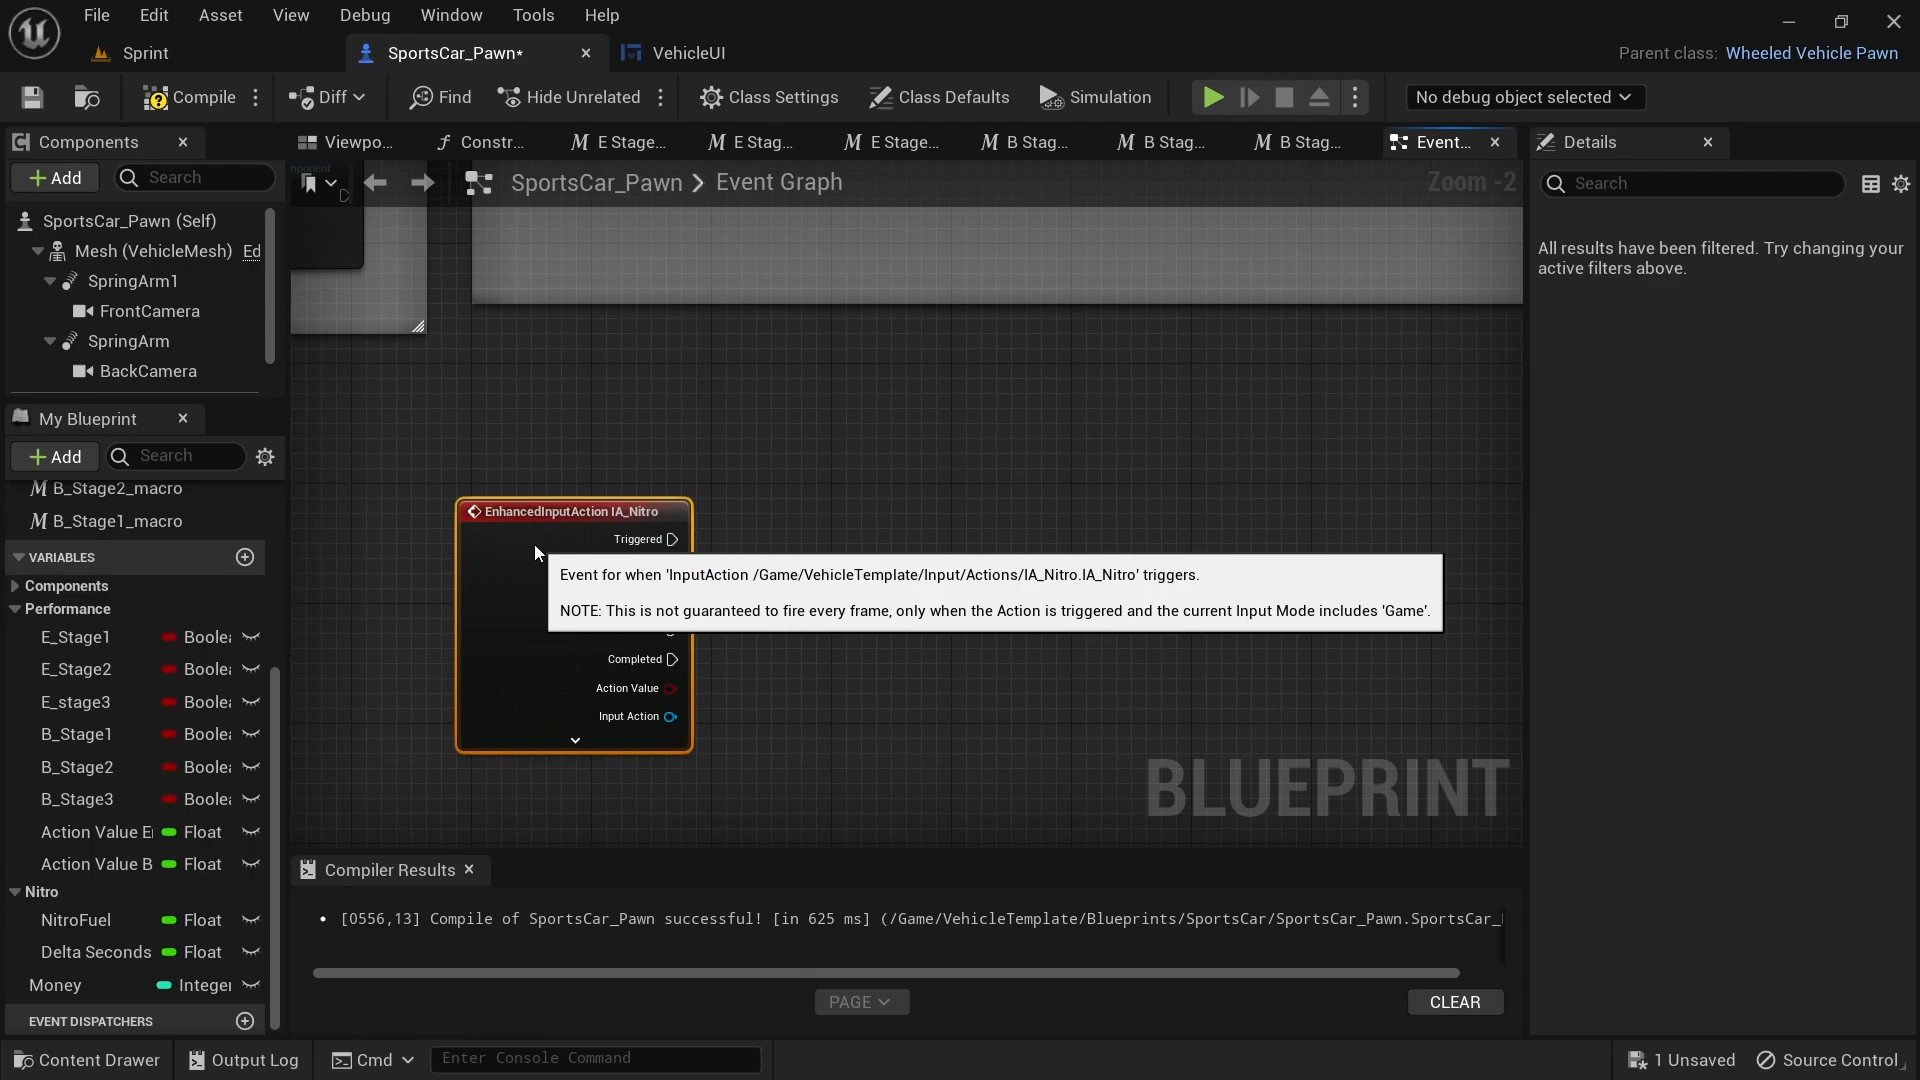 File Edit Asset View Debug Window Tools Help
Sprint SportsCar_Pawn* VehicleUI Parent class: Wheeled Vehicle Pawn
Compile Diff Find Hide Unrelated Class Settings Class Defaults Simulation No debug object selected
Components Viewpo... Constr... E Stage... E Stag... E Stage... B Stag... B Stag... B Stag... Event... Details
Add Search SportsCar_Pawn Event Graph Zoom -2 Search
SportsCar_Pawn (Self)
Mesh (VehicleMesh) Ed
SpringArm1
FrontCamera
SpringArm
BackCamera
All results have been filtered. Try changing your
active filters above.
My Blueprint
Add Search
B_Stage2_macro
B_Stage1_macro
VARIABLES
Components
Performance
E_Stage1 Boolea
E_Stage2 Boolea
E_stage3 Boolea
B_Stage1 Boolea
B_Stage2 Boolea
B_Stage3 Boolea
Action Value E Float
Action Value B Float
Nitro
NitroFuel Float
Delta Seconds Float
Money Intege
EVENT DISPATCHERS
EnhancedInputAction IA_Nitro
Triggered
Event for when 'InputAction /Game/VehicleTemplate/Input/Actions/IA_Nitro.IA_Nitro' triggers.
NOTE: This is not guaranteed to fire every frame, only when the Action is triggered and the current Input Mode includes 'Game'.
Completed
Action Value
Input Action
BLUEPRINT
Compiler Results
[0556,13] Compile of SportsCar_Pawn successful! [in 625 ms] (/Game/VehicleTemplate/Blueprints/SportsCar/SportsCar_Pawn.SportsCar_
PAGE CLEAR
Content Drawer Output Log Cmd Enter Console Command 1 Unsaved Source Control